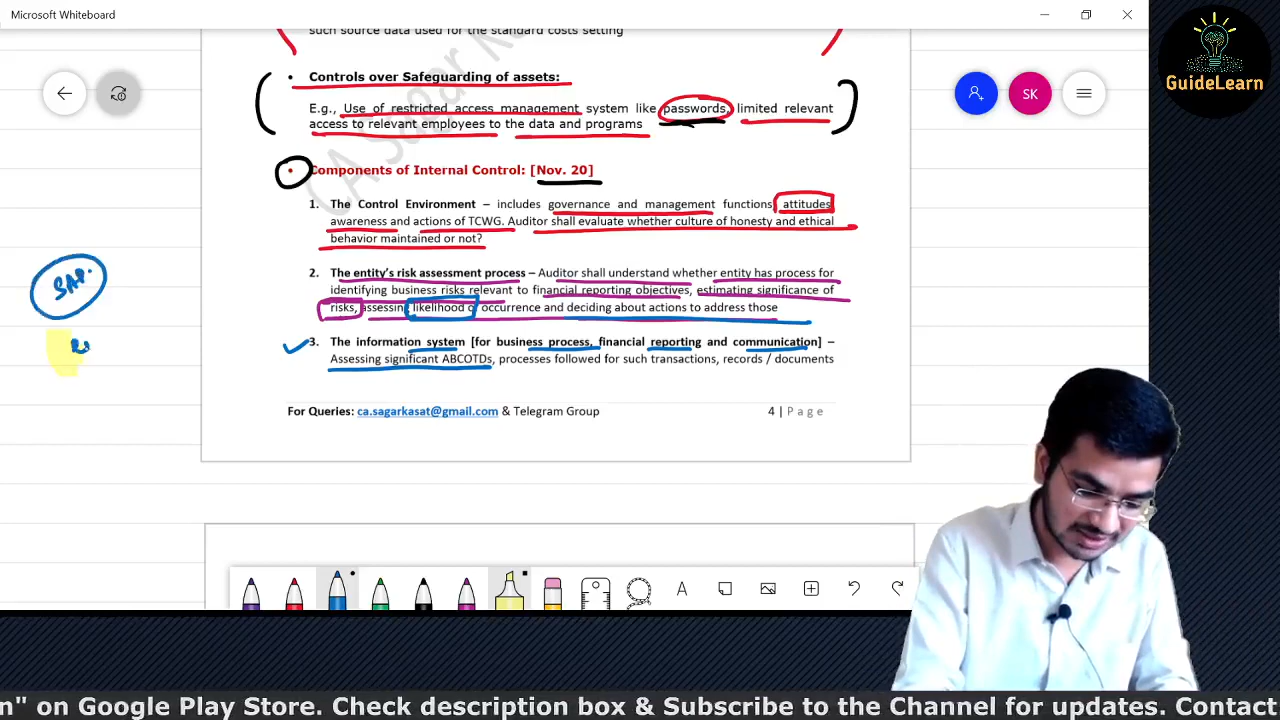 Microsoft Whiteboard
GuideLearn
SK
such source data used for the standard costs setting
• Controls over Safeguarding of assets:
E.g., Use of restricted access management system like passwords, limited relevant
access to relevant employees to the data and programs
CA Sagar Kasat
• Components of Internal Control: [Nov. 20]
1. The Control Environment – includes governance and management functions, attitudes
awareness and actions of TCWG. Auditor shall evaluate whether culture of honesty and ethical
behavior maintained or not?
2. The entity's risk assessment process – Auditor shall understand whether entity has process for
identifying business risks relevant to financial reporting objectives, estimating significance of
risks, assessing likelihood of occurrence and deciding about actions to address those
SAP.
3. The information system [for business process, financial reporting and communication] –
Assessing significant ABCOTDs, processes followed for such transactions, records / documents
For Queries: ca.sagarkasat@gmail.com & Telegram Group
4 | Page
A
m" on Google Play Store. Check description box & Subscribe to the Channel for updates. Contact